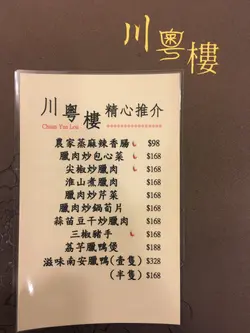 川粵樓
川粵樓 精心推介
Chuan Yue Lou
農家蒸麻辣香腸 $98
臘肉炒包心菜 $168
尖椒炒臘肉 $168
淮山煮臘肉 $168
臘肉炒芹菜 $168
臘肉炒鍋筍片 $168
蒜苗豆干炒臘肉 $168
三椒豬手 $168
荔芋臘鴨煲 $188
滋味南安臘鴨(壹隻) $328
(半隻) $168